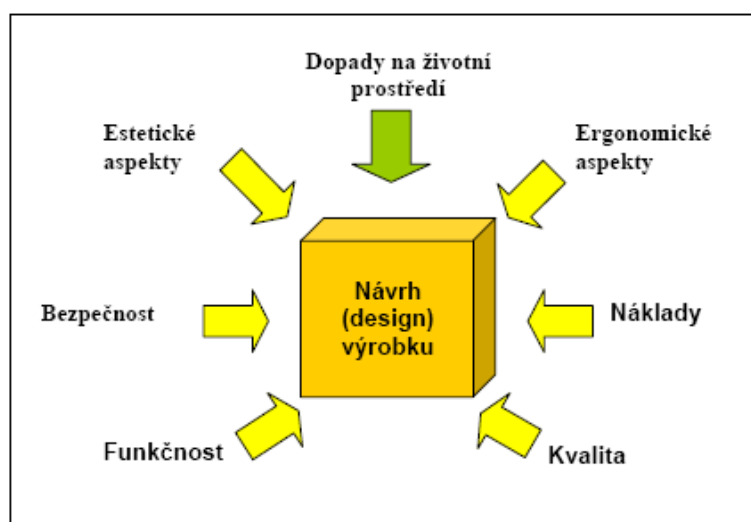 Dopady na životní
prostředí
Estetické
aspekty
Ergonomické
aspekty
Bezpečnost
Návrh
(design)
výrobku
Náklady
Funkčnost
Kvalita